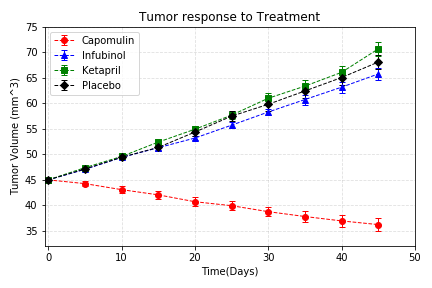 Tumor response to Treatment
75
70
65
60
55
50
45
40
35
Tumor Volume (mm^3)
Capomulin
Infubinol
Ketapril
Placebo
0
10
20
30
40
50
Time(Days)